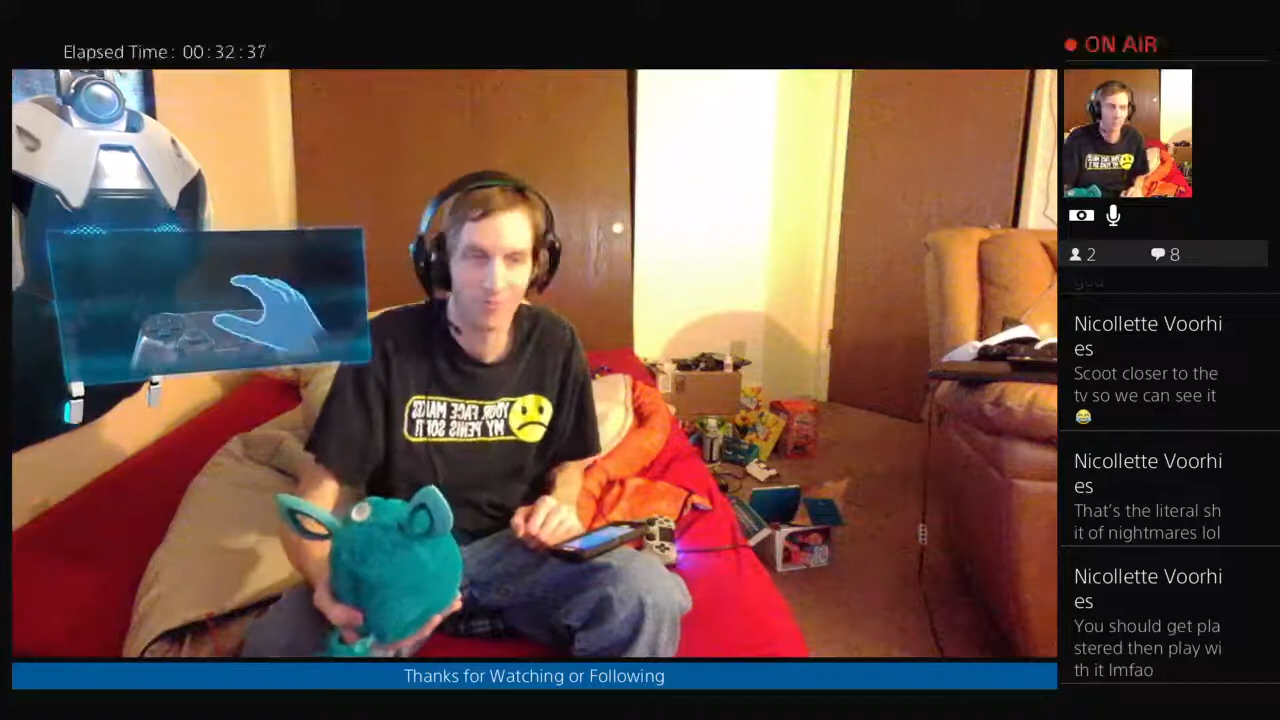 Elapsed Time: 00:32:37
ON AIR
2
8
YOUR FACE MAKES
MY PENIS SOFT!
Nicollette Voorhi
es
Scoot closer to the
tv so we can see it
😂
Nicollette Voorhi
es
That's the literal sh
it of nightmares lol
Nicollette Voorhi
es
You should get pla
stered then play wi
th it lmfao
Thanks for Watching or Following